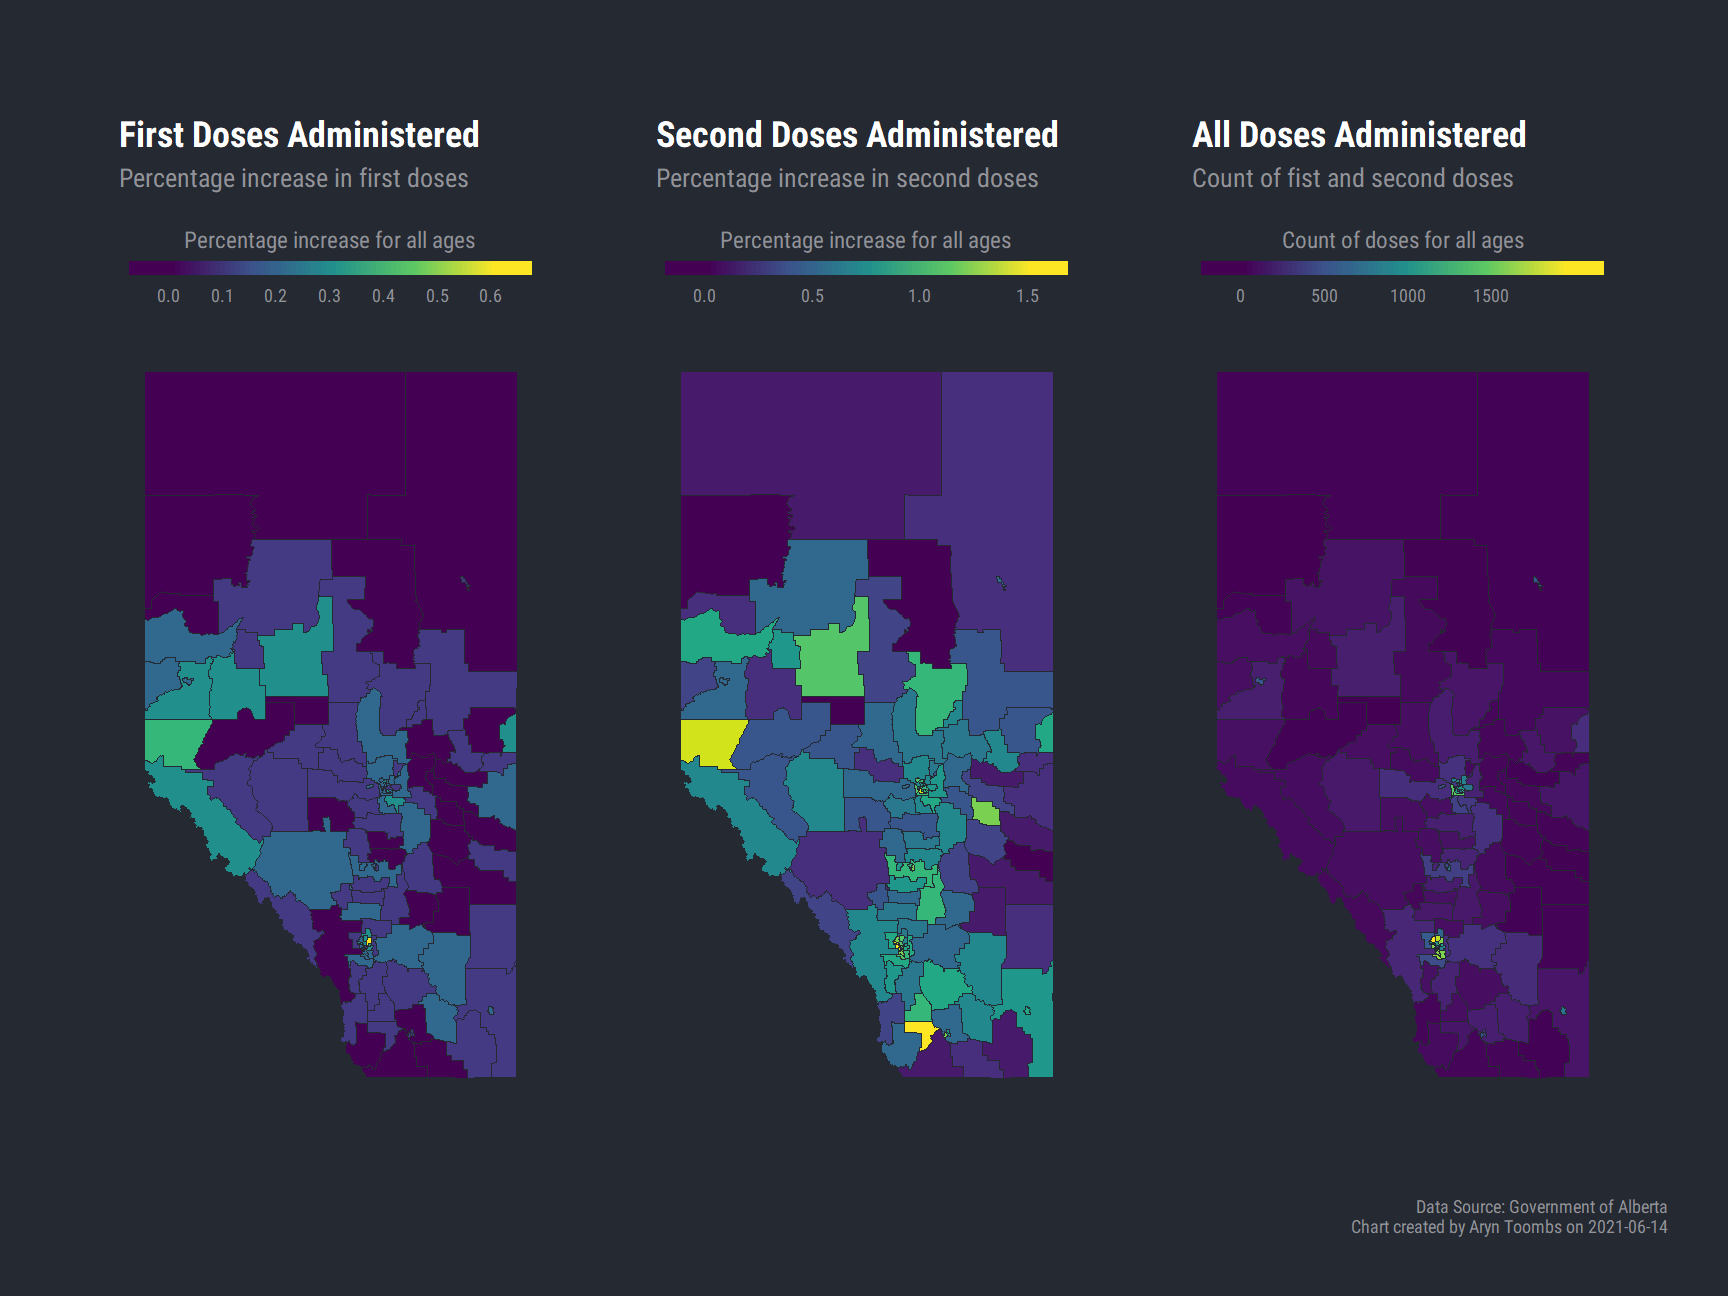 First Doses Administered
Percentage increase in first doses
Percentage increase for all ages
0.0 0.1 0.2 0.3 0.4 0.5 0.6
Second Doses Administered
Percentage increase in second doses
Percentage increase for all ages
0.0 0.5 1.0 1.5
All Doses Administered
Count of fist and second doses
Count of doses for all ages
0 500 1000 1500
Data Source: Government of Alberta
Chart created by Aryn Toombs on 2021-06-14